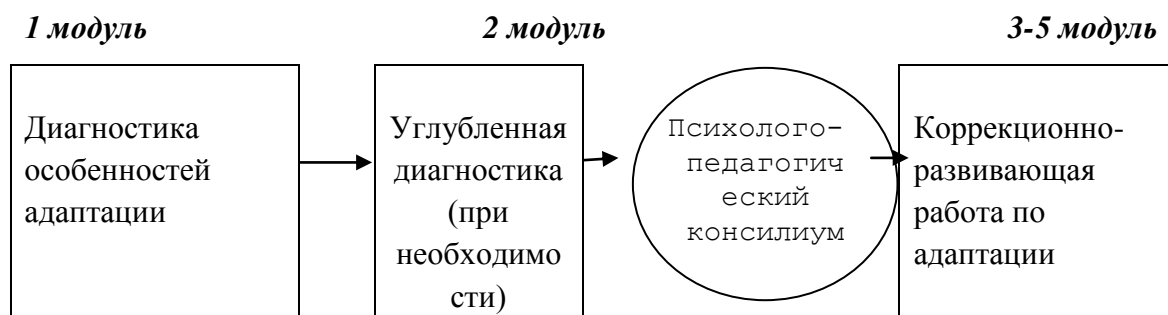 1 модуль
2 модуль
3-5 модуль
Диагностика
особенностей
адаптации
Углубленная
диагностика
(при
необходимо
сти)
Психолого-
педагогич
еский
консилиум
Коррекционно-
развивающая
работа по
адаптации